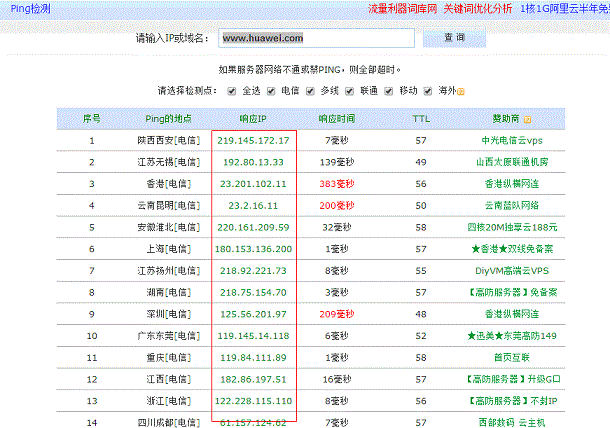 Ping检测 流量利器词库网 关键词优化分析 1核1G阿里云半年免
请输入IP或域名： www.huawei.com 查 询
如果服务器网络不通或禁PING，则全部超时。
请选择检测点： 全选 电信 多线 联通 移动 海外
序号 Ping的地点 响应IP 响应时间 TTL 赞助商
1 陕西西安[电信] 219.145.172.17 7毫秒 57 中光电信云vps
2 江苏无锡[电信] 192.80.13.33 139毫秒 49 山西太原联通机房
3 香港[电信] 23.201.102.11 383毫秒 56 香港纵横网连
4 云南昆明[电信] 23.2.16.11 200毫秒 50 云南蓝队网络
5 安徽淮北[电信] 220.161.209.59 32毫秒 58 四核20M独享云188元
6 上海[电信] 180.153.136.200 1毫秒 57 ★香港★双线免备案
7 江苏扬州[电信] 218.92.221.73 8毫秒 55 DiyVM高端云VPS
8 湖南[电信] 218.75.154.70 3毫秒 57 【高防服务器】免备案
9 深圳[电信] 125.56.201.97 209毫秒 48 香港纵横网连
10 广东东莞[电信] 119.145.14.118 6毫秒 52 ★迅美★东莞高防149
11 重庆[电信] 119.84.111.89 1毫秒 58 首页互联
12 江西[电信] 182.86.197.51 16毫秒 57 【高防服务器】升级G口
13 浙江[电信] 122.228.115.110 8毫秒 56 【高防服务器】不封IP
14 四川成都[电信] 61.157.124.62 7毫秒 57 西部数码 云主机